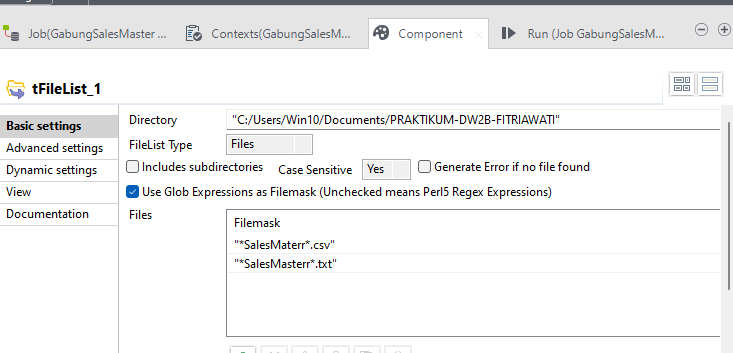 Job(GabungSalesMaster ...
Contexts(GabungSalesM...
Component
Run (Job GabungSalesM...
tFileList_1
Basic settings
Advanced settings
Dynamic settings
View
Documentation
Directory
"C:/Users/Win10/Documents/PRAKTIKUM-DW2B-FITRIAWATI"
FileList Type
Files
Includes subdirectories
Case Sensitive
Yes
Generate Error if no file found
Use Glob Expressions as Filemask (Unchecked means Perl5 Regex Expressions)
Files
Filemask
"*SalesMaterr*.csv"
"*SalesMasterr*.txt"